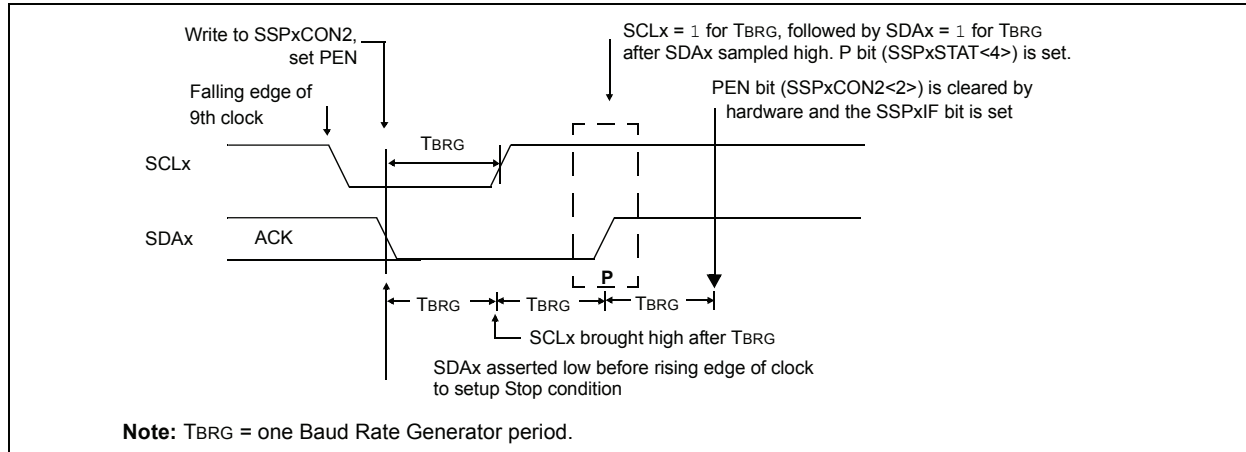 Write to SSPxCON2,
set PEN
SCLx = 1 for TBRG, followed by SDAx = 1 for TBRG
after SDAx sampled high. P bit (SSPxSTAT<4>) is set.
Falling edge of
9th clock
PEN bit (SSPxCON2<2>) is cleared by
hardware and the SSPxIF bit is set
TBRG
SCLx
SDAx
ACK
P
TBRG
TBRG
TBRG
SCLx brought high after TBRG
SDAx asserted low before rising edge of clock
to setup Stop condition
Note: TBRG = one Baud Rate Generator period.